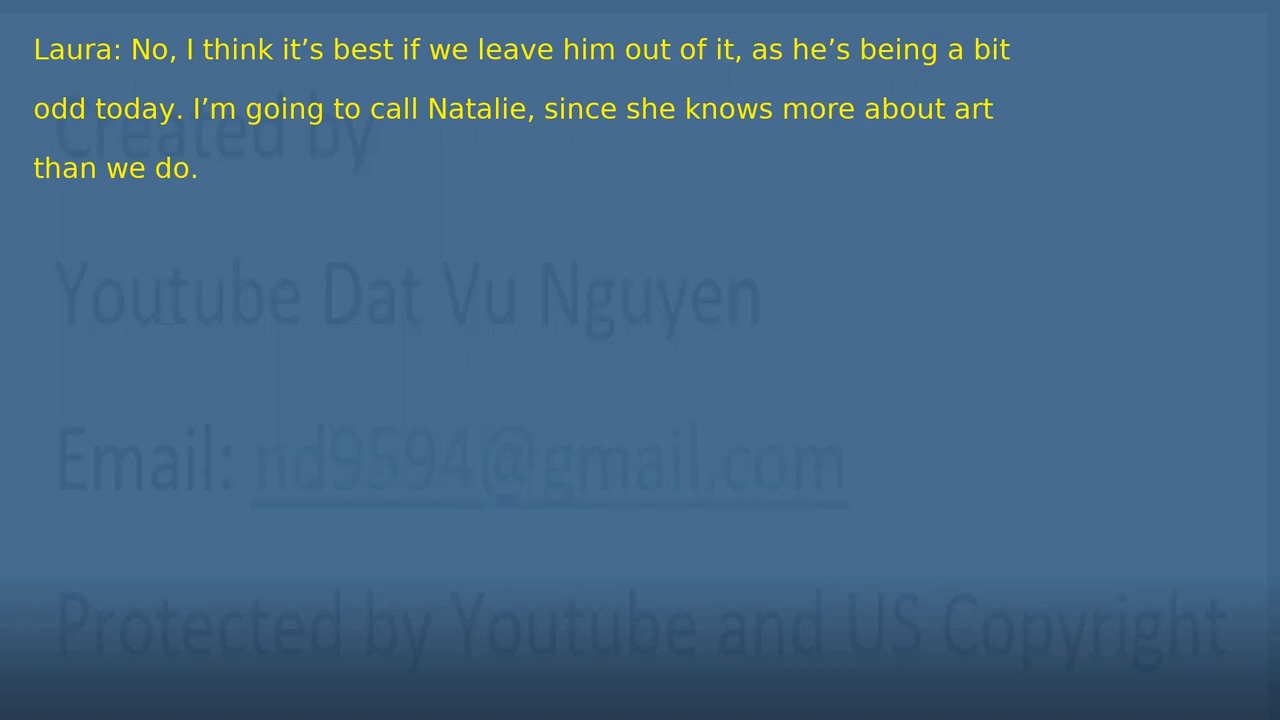 Laura: No, I think it’s best if we leave him out of it, as he’s being a bit
odd today. I’m going to call Natalie, since she knows more about art
than we do.
Created by
Youtube Dat Vu Nguyen
Email: nd9594@gmail.com
Protected by Youtube and US Copyright